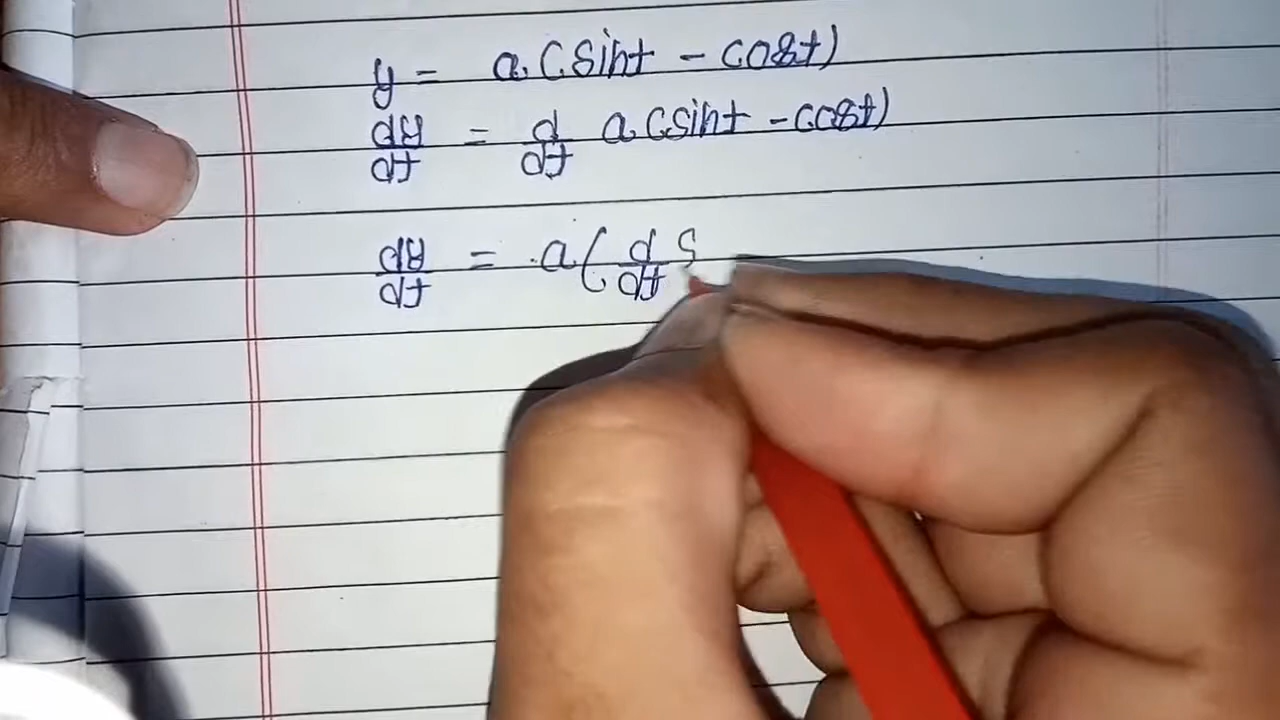 y = a(sint - cost)
dy/dt = d/dt a(sint - cost)
dy/dt = a(d/dt s